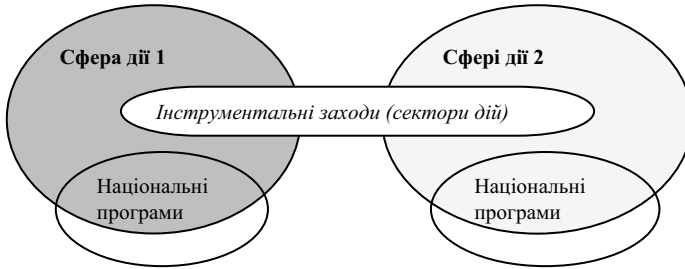 Сфера дії 1
Сфері дії 2
Інструментальні заходи (сектори дій)
Національні
програми
Національні
програми